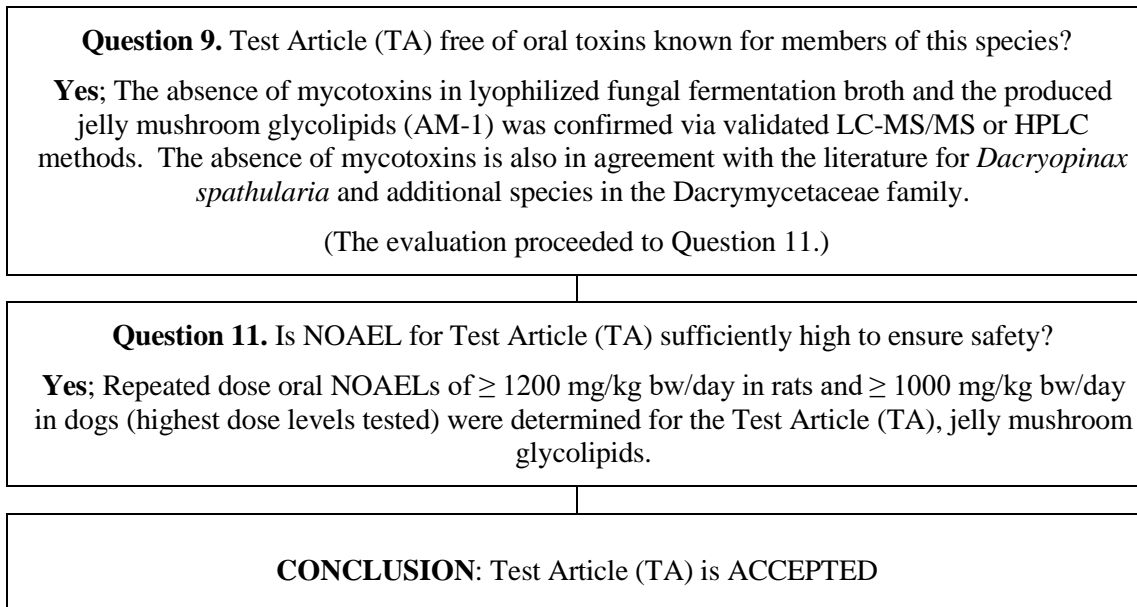 Question 9. Test Article (TA) free of oral toxins known for members of this species?
Yes; The absence of mycotoxins in lyophilized fungal fermentation broth and the produced
jelly mushroom glycolipids (AM-1) was confirmed via validated LC-MS/MS or HPLC
methods. The absence of mycotoxins is also in agreement with the literature for Dacryopinax
spathularia and additional species in the Dacrymycetaceae family.
(The evaluation proceeded to Question 11.)
Question 11. Is NOAEL for Test Article (TA) sufficiently high to ensure safety?
Yes; Repeated dose oral NOAELs of ≥ 1200 mg/kg bw/day in rats and ≥ 1000 mg/kg bw/day
in dogs (highest dose levels tested) were determined for the Test Article (TA), jelly mushroom
glycolipids.
CONCLUSION: Test Article (TA) is ACCEPTED